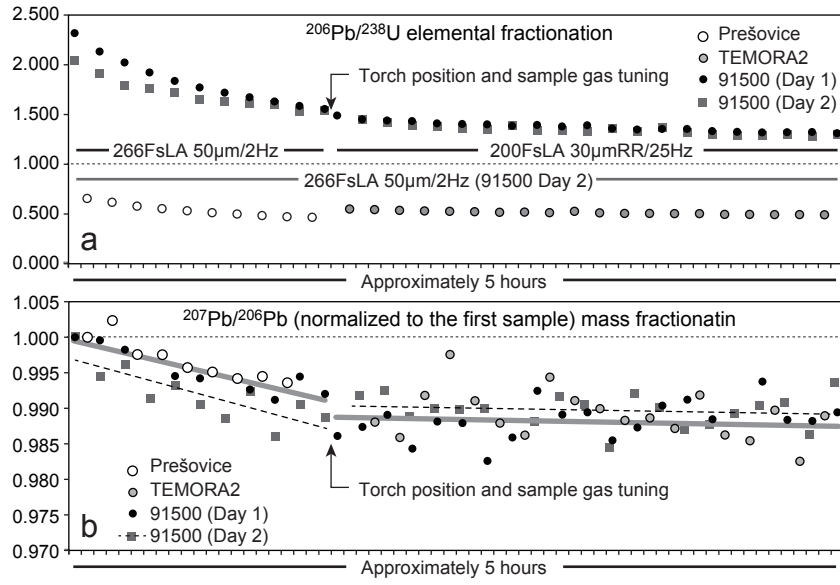 2.500
2.000
1.500
1.000
0.500
0.000
²⁰⁶Pb/²³⁸U elemental fractionation
Prešovice
TEMORA2
91500 (Day 1)
91500 (Day 2)
Torch position and sample gas tuning
266FsLA 50µm/2Hz
200FsLA 30µmRR/25Hz
266FsLA 50µm/2Hz (91500 Day 2)
a
Approximately 5 hours
1.005
1.000
0.995
0.990
0.985
0.980
0.975
0.970
²⁰⁷Pb/²⁰⁶Pb (normalized to the first sample) mass fractionatin
Torch position and sample gas tuning
Prešovice
TEMORA2
91500 (Day 1)
91500 (Day 2)
b
Approximately 5 hours